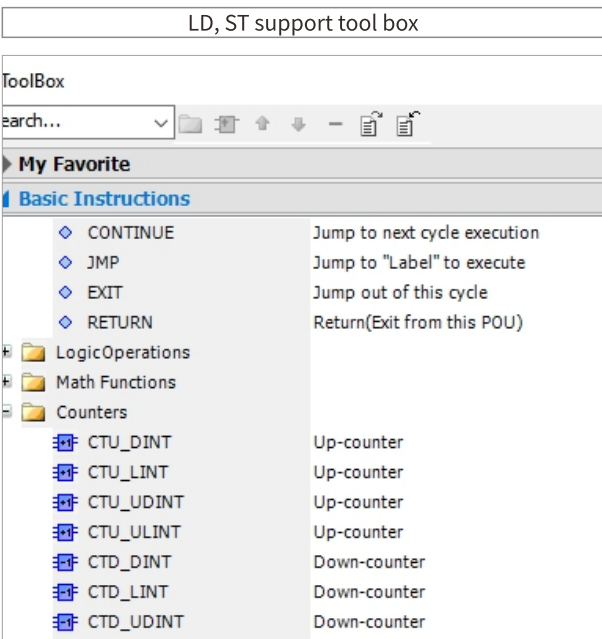 LD, ST support tool box
ToolBox
earch...
My Favorite
Basic Instructions
CONTINUE Jump to next cycle execution
JMP Jump to "Label" to execute
EXIT Jump out of this cycle
RETURN Return(Exit from this POU)
LogicOperations
Math Functions
Counters
CTU_DINT Up-counter
CTU_LINT Up-counter
CTU_UDINT Up-counter
CTU_ULINT Up-counter
CTD_DINT Down-counter
CTD_LINT Down-counter
CTD_UDINT Down-counter